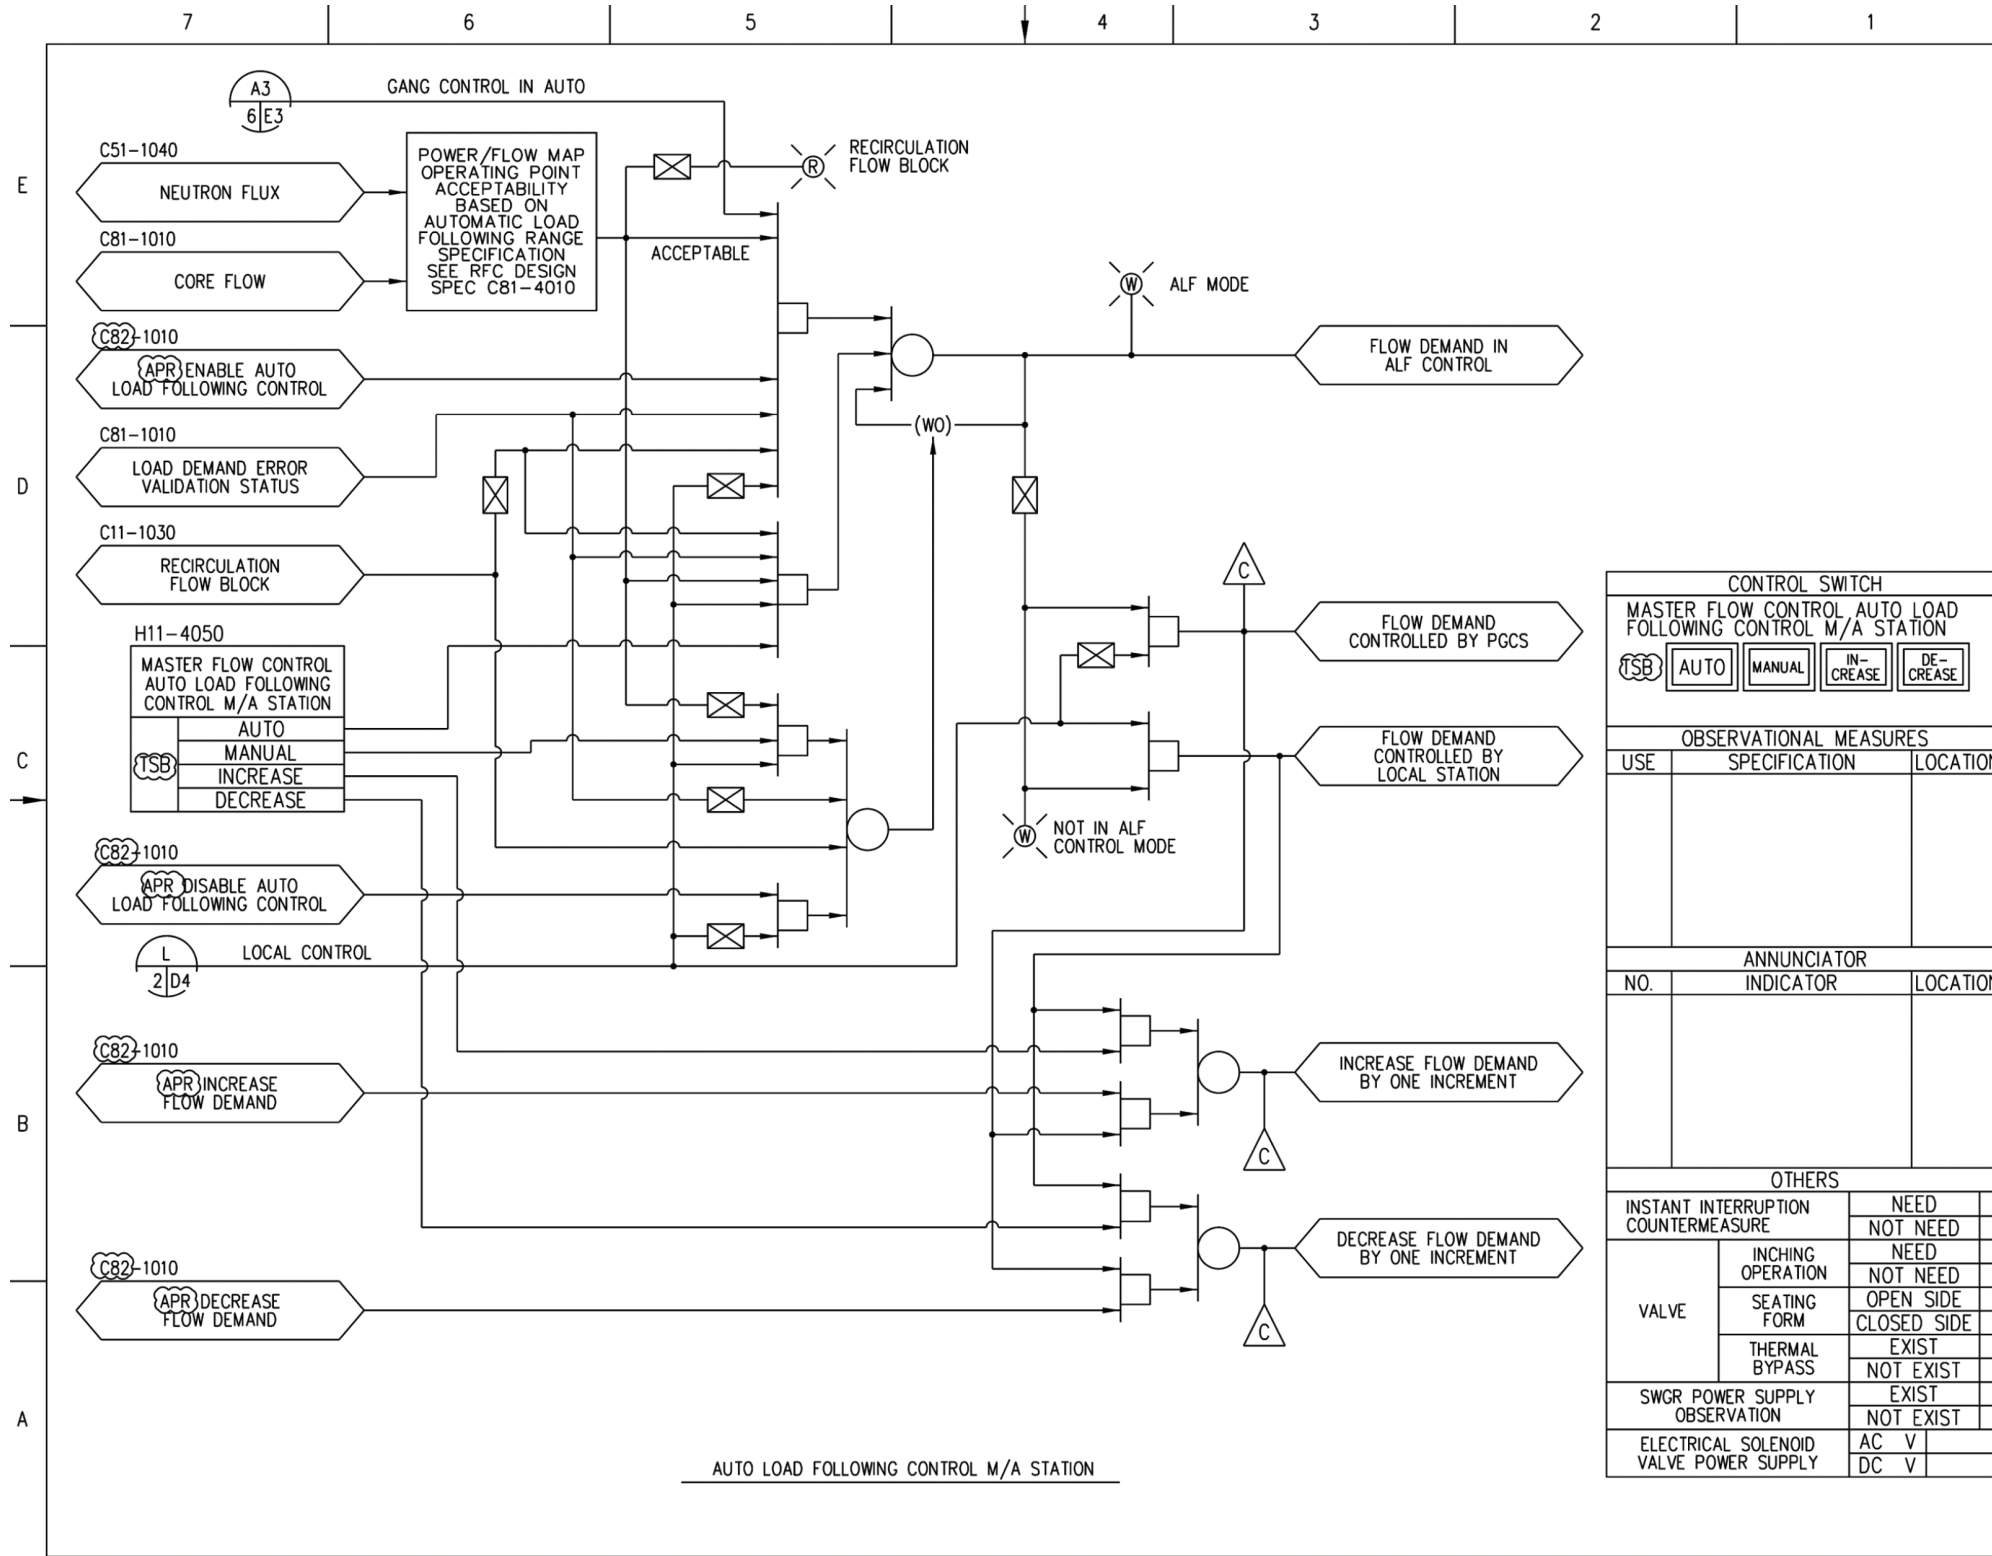 7 6 5 4 3 2 1
E
D
C
B
A
A3
6 E3
GANG CONTROL IN AUTO
C51-1040
NEUTRON FLUX
C81-1010
CORE FLOW
POWER/FLOW MAP
OPERATING POINT
ACCEPTABILITY
BASED ON
AUTOMATIC LOAD
FOLLOWING RANGE
SPECIFICATION
SEE RFC DESIGN
SPEC C81-4010
R
RECIRCULATION
FLOW BLOCK
ACCEPTABLE
W
ALF MODE
C82-1010
APR ENABLE AUTO
LOAD FOLLOWING CONTROL
FLOW DEMAND IN
ALF CONTROL
(WO)
C81-1010
LOAD DEMAND ERROR
VALIDATION STATUS
C11-1030
RECIRCULATION
FLOW BLOCK
H11-4050
MASTER FLOW CONTROL
AUTO LOAD FOLLOWING
CONTROL M/A STATION
TSB
AUTO
MANUAL
INCREASE
DECREASE
C
FLOW DEMAND
CONTROLLED BY PGCS
FLOW DEMAND
CONTROLLED BY
LOCAL STATION
W
NOT IN ALF
CONTROL MODE
C82-1010
APR DISABLE AUTO
LOAD FOLLOWING CONTROL
L
2 D4
LOCAL CONTROL
C82-1010
APR INCREASE
FLOW DEMAND
INCREASE FLOW DEMAND
BY ONE INCREMENT
C
DECREASE FLOW DEMAND
BY ONE INCREMENT
C
C82-1010
APR DECREASE
FLOW DEMAND
AUTO LOAD FOLLOWING CONTROL M/A STATION
CONTROL SWITCH
MASTER FLOW CONTROL AUTO LOAD
FOLLOWING CONTROL M/A STATION
TSB AUTO MANUAL IN-
CREASE
DE-
CREASE
OBSERVATIONAL MEASURES
USE SPECIFICATION LOCATION
ANNUNCIATOR
NO. INDICATOR LOCATION
OTHERS
INSTANT INTERRUPTION
COUNTERMEASURE
NEED
NOT NEED
VALVE
INCHING
OPERATION
NEED
NOT NEED
SEATING
FORM
OPEN SIDE
CLOSED SIDE
THERMAL
BYPASS
EXIST
NOT EXIST
SWGR POWER SUPPLY
OBSERVATION
EXIST
NOT EXIST
ELECTRICAL SOLENOID
VALVE POWER SUPPLY
AC V
DC V